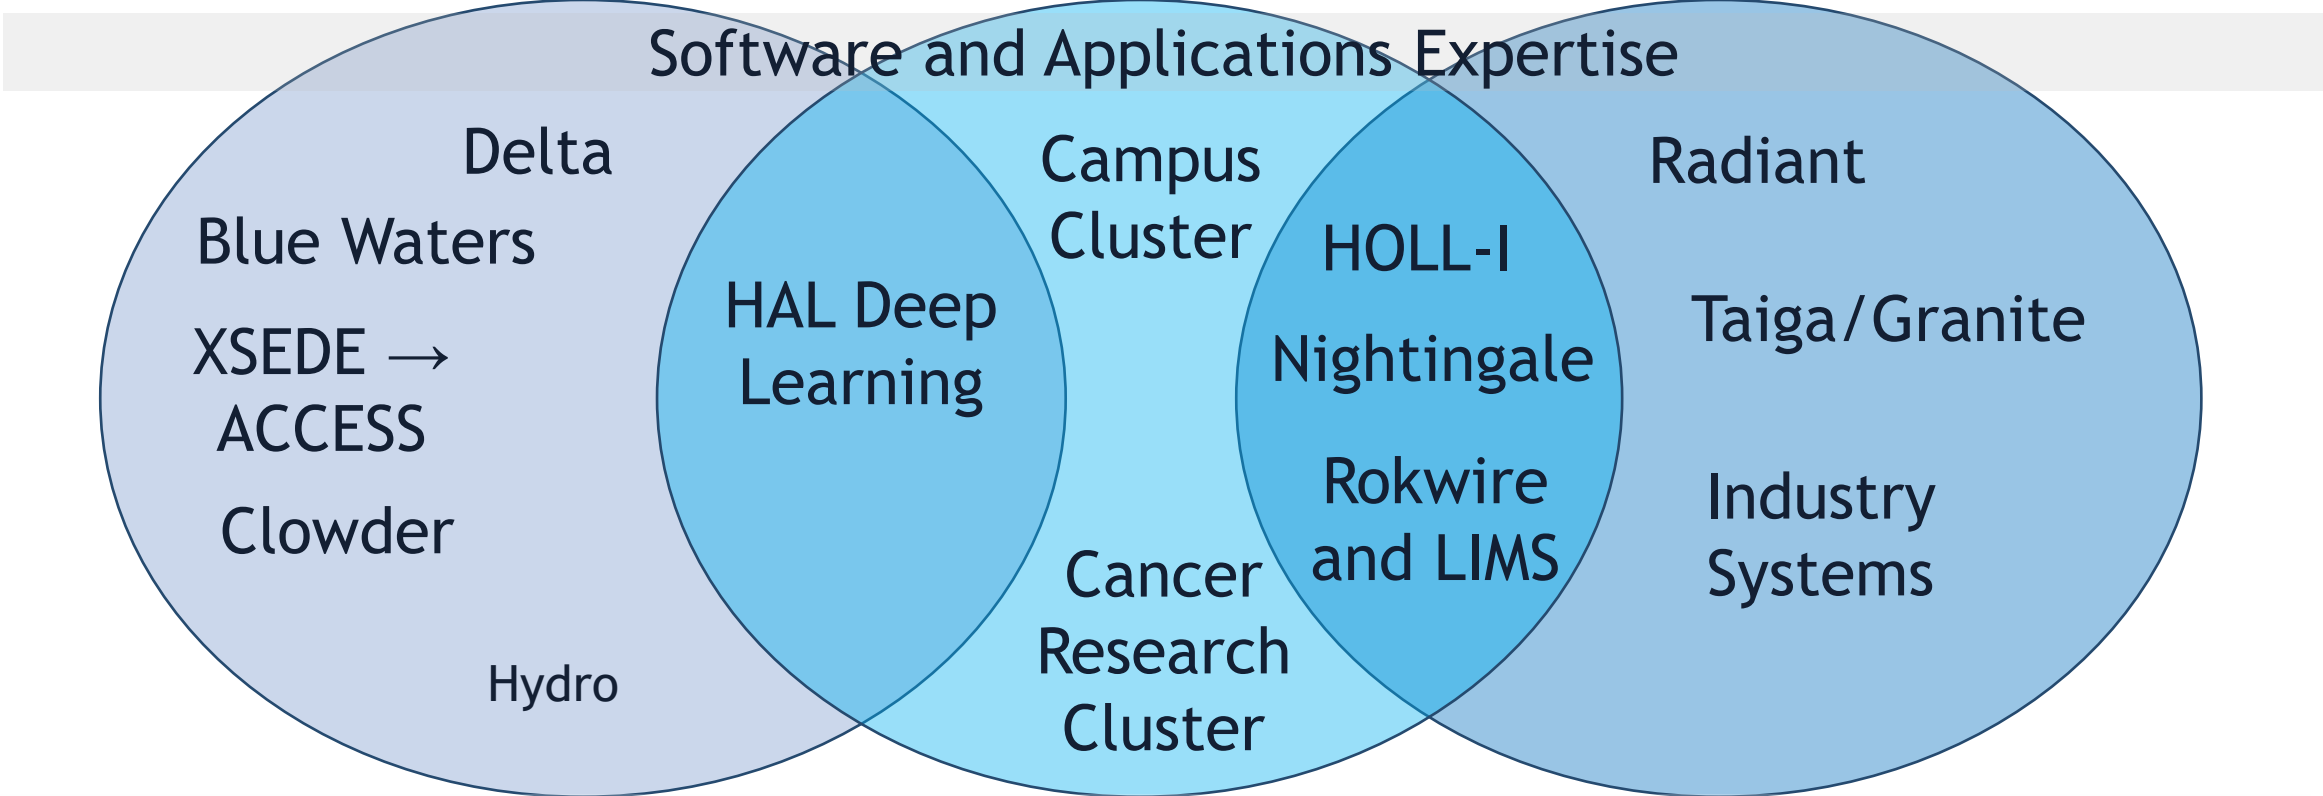 Software and Applications Expertise
Delta
Blue Waters
XSEDE →
ACCESS
Clowder
Hydro
HAL Deep
Learning
Campus
Cluster
Cancer
Research
Cluster
HOLL-I
Nightingale
Rokwire
and LIMS
Radiant
Taiga/Granite
Industry
Systems